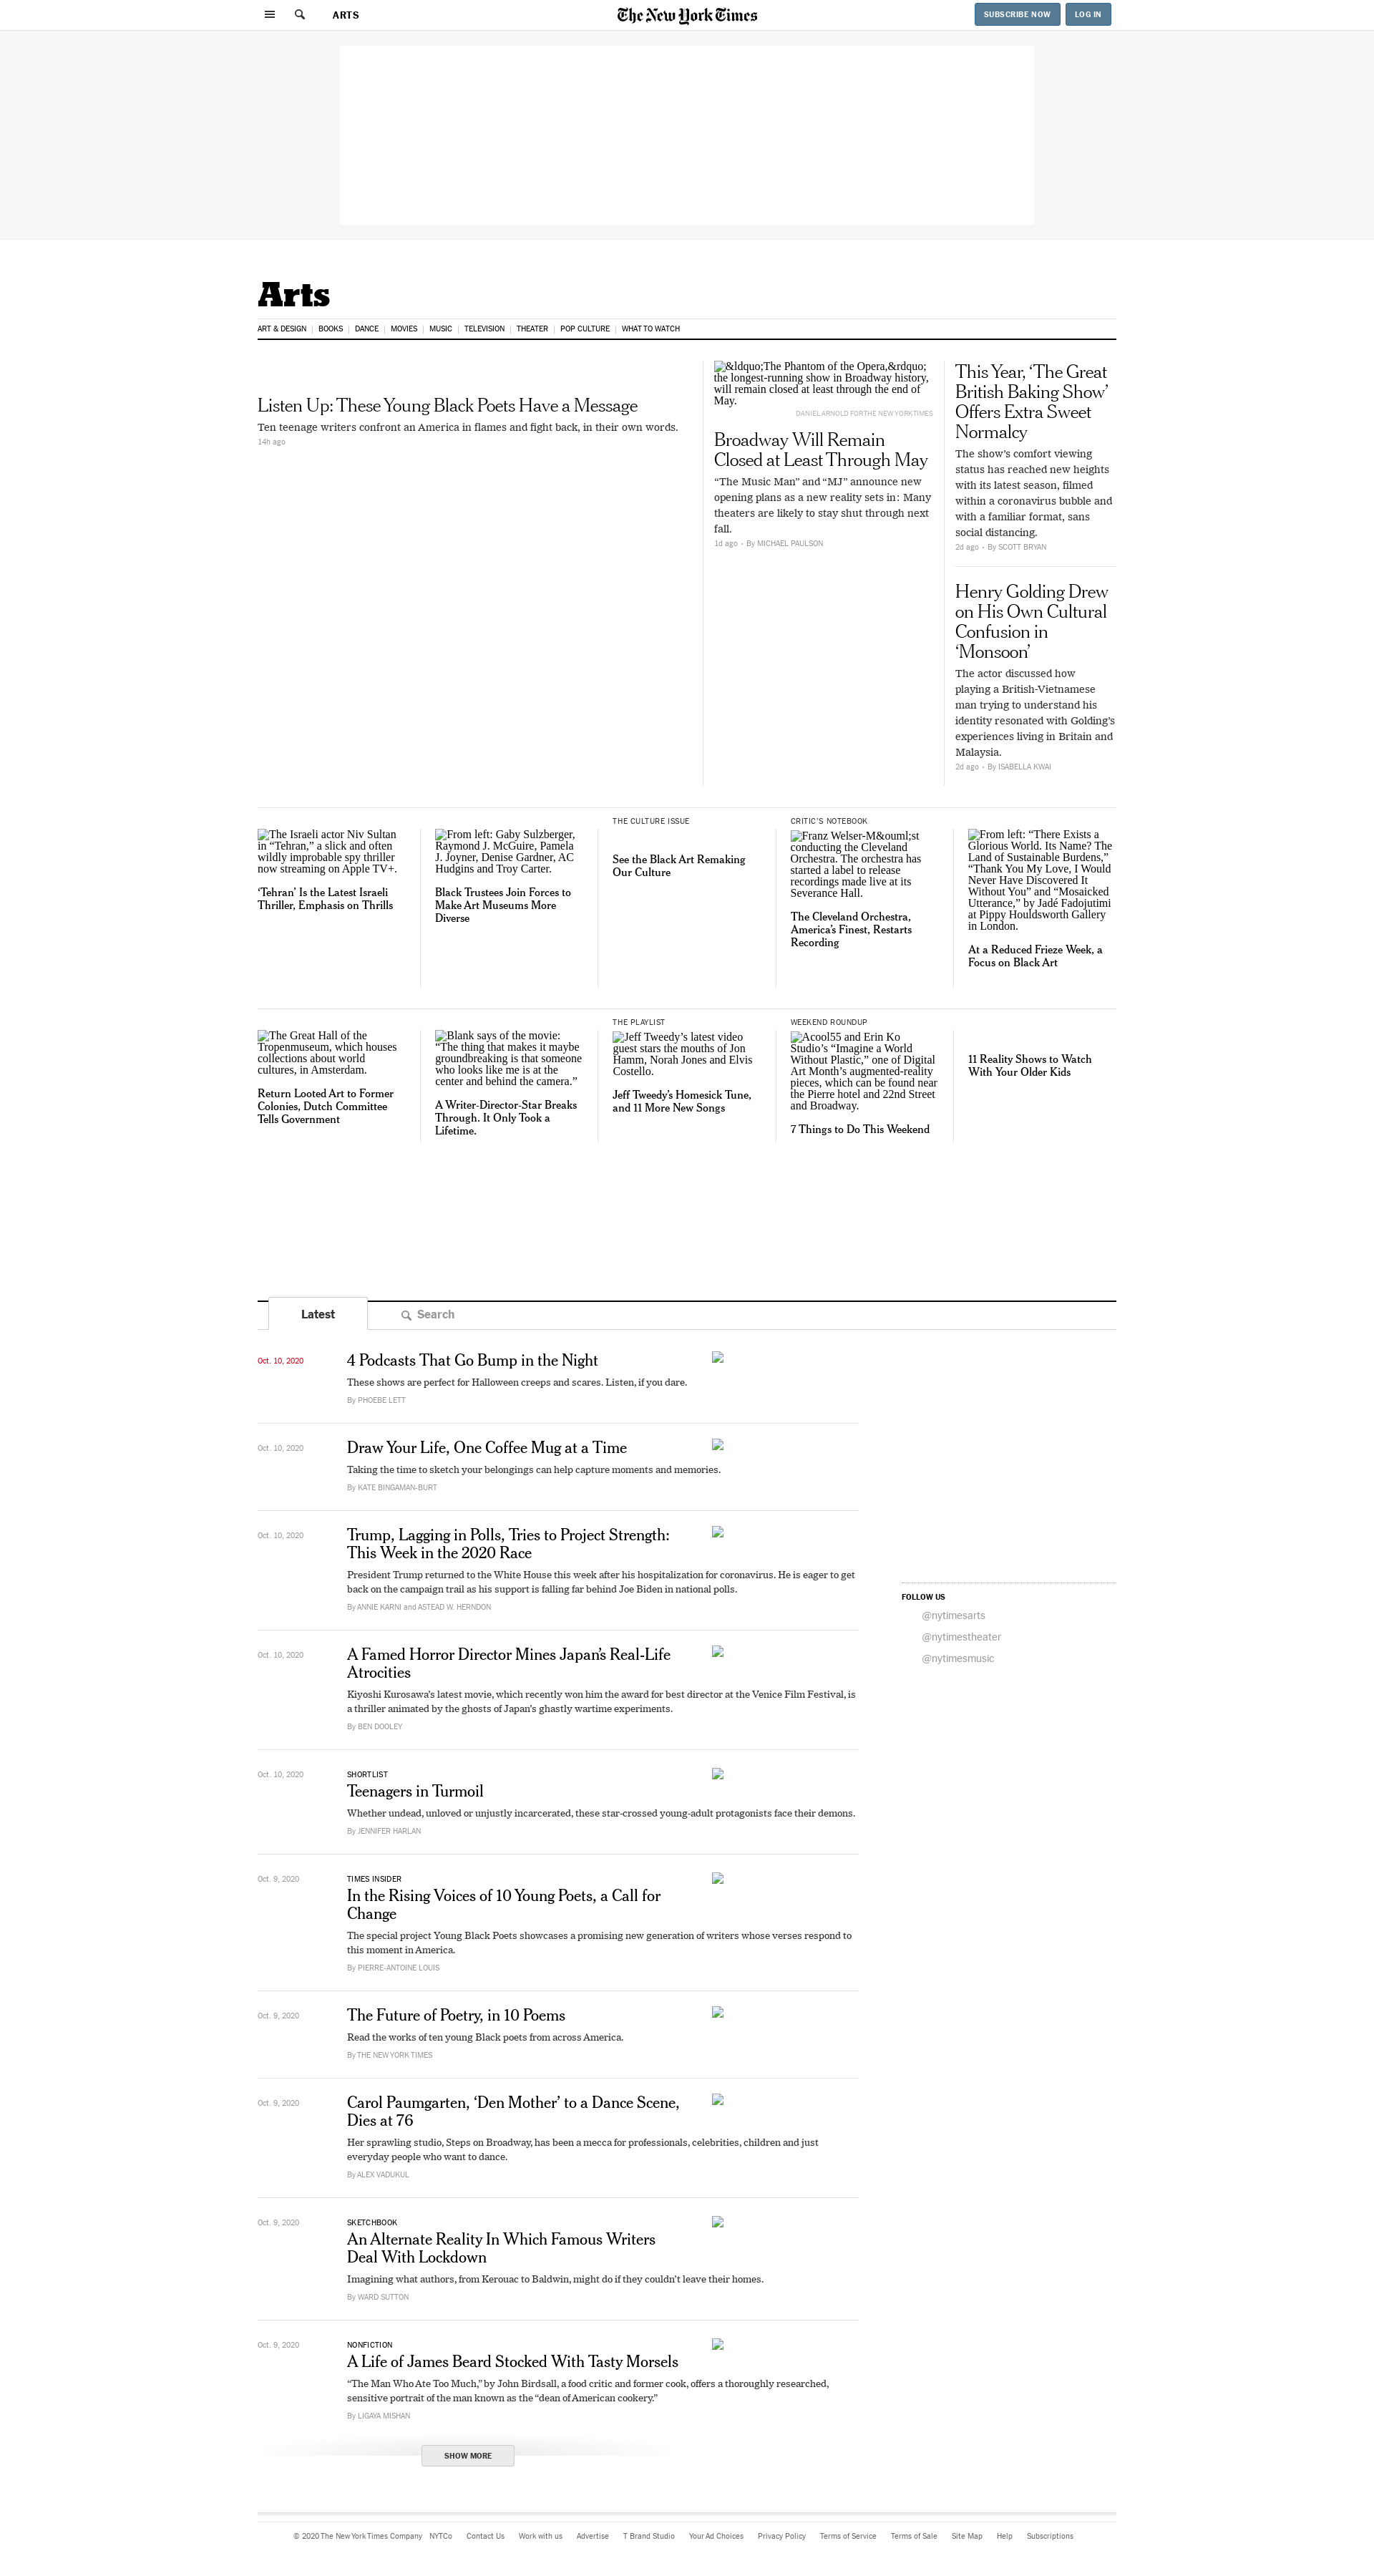 ARTS
The New York Times
SUBSCRIBE NOW
LOG IN
Arts
ART & DESIGN
BOOKS
DANCE
MOVIES
MUSIC
TELEVISION
THEATER
POP CULTURE
WHAT TO WATCH
Listen Up: These Young Black Poets Have a Message
Ten teenage writers confront an America in flames and fight back, in their own words.
14h ago
&ldquo;The Phantom of the Opera,&rdquo;
the longest-running show in Broadway history,
will remain closed at least through the end of
May.
DANIEL ARNOLD FOR THE NEW YORK TIMES
Broadway Will Remain
Closed at Least Through May
“The Music Man” and “MJ” announce new
opening plans as a new reality sets in: Many
theaters are likely to stay shut through next
fall.
1d ago • By MICHAEL PAULSON
This Year, ‘The Great
British Baking Show’
Offers Extra Sweet
Normalcy
The show’s comfort viewing
status has reached new heights
with its latest season, filmed
within a coronavirus bubble and
with a familiar format, sans
social distancing.
2d ago • By SCOTT BRYAN
Henry Golding Drew
on His Own Cultural
Confusion in
‘Monsoon’
The actor discussed how
playing a British-Vietnamese
man trying to understand his
identity resonated with Golding’s
experiences living in Britain and
Malaysia.
2d ago • By ISABELLA KWAI
The Israeli actor Niv Sultan
in “Tehran,” a slick and often
wildly improbable spy thriller
now streaming on Apple TV+.
‘Tehran’ Is the Latest Israeli
Thriller, Emphasis on Thrills
From left: Gaby Sulzberger,
Raymond J. McGuire, Pamela
J. Joyner, Denise Gardner, AC
Hudgins and Troy Carter.
Black Trustees Join Forces to
Make Art Museums More
Diverse
THE CULTURE ISSUE
See the Black Art Remaking
Our Culture
CRITIC’S NOTEBOOK
Franz Welser-M&ouml;st
conducting the Cleveland
Orchestra. The orchestra has
started a label to release
recordings made live at its
Severance Hall.
The Cleveland Orchestra,
America’s Finest, Restarts
Recording
From left: “There Exists a
Glorious World. Its Name? The
Land of Sustainable Burdens,”
“Thank You My Love, I Would
Never Have Discovered It
Without You” and “Mosaicked
Utterance,” by Jadé Fadojutimi
at Pippy Houldsworth Gallery
in London.
At a Reduced Frieze Week, a
Focus on Black Art
The Great Hall of the
Tropenmuseum, which houses
collections about world
cultures, in Amsterdam.
Return Looted Art to Former
Colonies, Dutch Committee
Tells Government
Blank says of the movie:
“The thing that makes it maybe
groundbreaking is that someone
who looks like me is at the
center and behind the camera.”
A Writer-Director-Star Breaks
Through. It Only Took a
Lifetime.
THE PLAYLIST
Jeff Tweedy’s latest video
guest stars the mouths of Jon
Hamm, Norah Jones and Elvis
Costello.
Jeff Tweedy’s Homesick Tune,
and 11 More New Songs
WEEKEND ROUNDUP
Acool55 and Erin Ko
Studio’s “Imagine a World
Without Plastic,” one of Digital
Art Month’s augmented-reality
pieces, which can be found near
the Pierre hotel and 22nd Street
and Broadway.
7 Things to Do This Weekend
11 Reality Shows to Watch
With Your Older Kids
Latest
Search
Oct. 10, 2020
4 Podcasts That Go Bump in the Night
These shows are perfect for Halloween creeps and scares. Listen, if you dare.
By PHOEBE LETT
Oct. 10, 2020
Draw Your Life, One Coffee Mug at a Time
Taking the time to sketch your belongings can help capture moments and memories.
By KATE BINGAMAN-BURT
Oct. 10, 2020
Trump, Lagging in Polls, Tries to Project Strength:
This Week in the 2020 Race
President Trump returned to the White House this week after his hospitalization for coronavirus. He is eager to get
back on the campaign trail as his support is falling far behind Joe Biden in national polls.
By ANNIE KARNI and ASTEAD W. HERNDON
Oct. 10, 2020
A Famed Horror Director Mines Japan’s Real-Life
Atrocities
Kiyoshi Kurosawa’s latest movie, which recently won him the award for best director at the Venice Film Festival, is
a thriller animated by the ghosts of Japan’s ghastly wartime experiments.
By BEN DOOLEY
Oct. 10, 2020
SHORTLIST
Teenagers in Turmoil
Whether undead, unloved or unjustly incarcerated, these star-crossed young-adult protagonists face their demons.
By JENNIFER HARLAN
Oct. 9, 2020
TIMES INSIDER
In the Rising Voices of 10 Young Poets, a Call for
Change
The special project Young Black Poets showcases a promising new generation of writers whose verses respond to
this moment in America.
By PIERRE-ANTOINE LOUIS
Oct. 9, 2020
The Future of Poetry, in 10 Poems
Read the works of ten young Black poets from across America.
By THE NEW YORK TIMES
Oct. 9, 2020
Carol Paumgarten, ‘Den Mother’ to a Dance Scene,
Dies at 76
Her sprawling studio, Steps on Broadway, has been a mecca for professionals, celebrities, children and just
everyday people who want to dance.
By ALEX VADUKUL
Oct. 9, 2020
SKETCHBOOK
An Alternate Reality In Which Famous Writers
Deal With Lockdown
Imagining what authors, from Kerouac to Baldwin, might do if they couldn’t leave their homes.
By WARD SUTTON
Oct. 9, 2020
NONFICTION
A Life of James Beard Stocked With Tasty Morsels
“The Man Who Ate Too Much,” by John Birdsall, a food critic and former cook, offers a thoroughly researched,
sensitive portrait of the man known as the “dean of American cookery.”
By LIGAYA MISHAN
SHOW MORE
FOLLOW US
@nytimesarts
@nytimestheater
@nytimesmusic
© 2020 The New York Times Company
NYTCo
Contact Us
Work with us
Advertise
T Brand Studio
Your Ad Choices
Privacy Policy
Terms of Service
Terms of Sale
Site Map
Help
Subscriptions